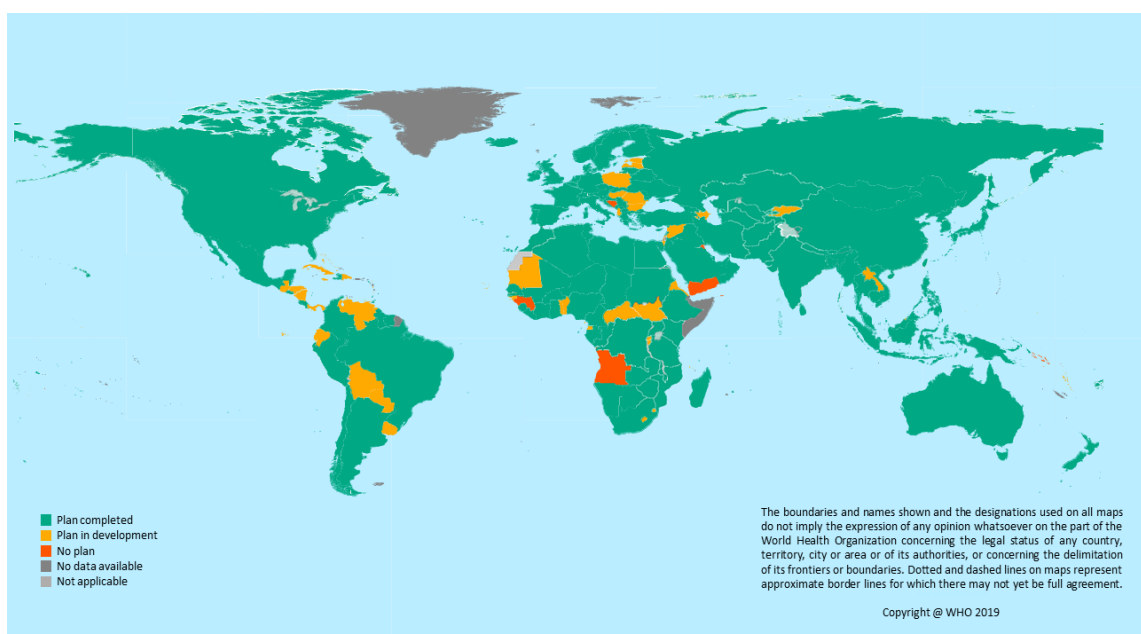 Plan completed
Plan in development
No plan
No data available
Not applicable
The boundaries and names shown and the designations used on all maps
do not imply the expression of any opinion whatsoever on the part of the
World Health Organization concerning the legal status of any country,
territory, city or area or of its authorities, or concerning the delimitation
of its frontiers or boundaries. Dotted and dashed lines on maps represent
approximate border lines for which there may not yet be full agreement.
Copyright @ WHO 2019